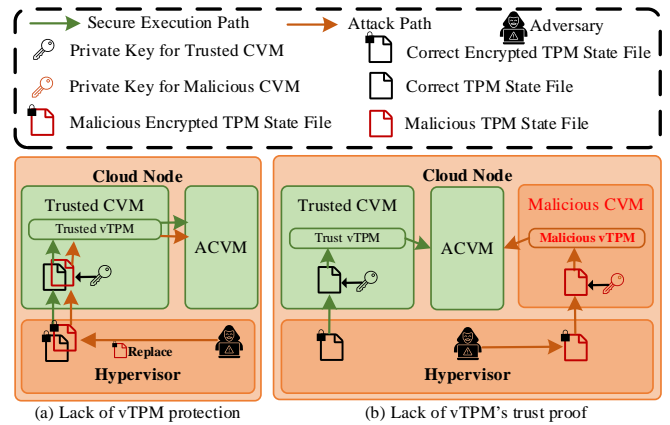 Secure Execution Path
Attack Path
Adversary
Private Key for Trusted CVM
Correct Encrypted TPM State File
Private Key for Malicious CVM
Correct TPM State File
Malicious Encrypted TPM State File
Malicious TPM State File
Cloud Node
Trusted CVM
Trusted vTPM
ACVM
Replace
Hypervisor
(a) Lack of vTPM protection
Cloud Node
Trusted CVM
Malicious CVM
Trust vTPM
ACVM
Malicious vTPM
Hypervisor
(b) Lack of vTPM's trust proof